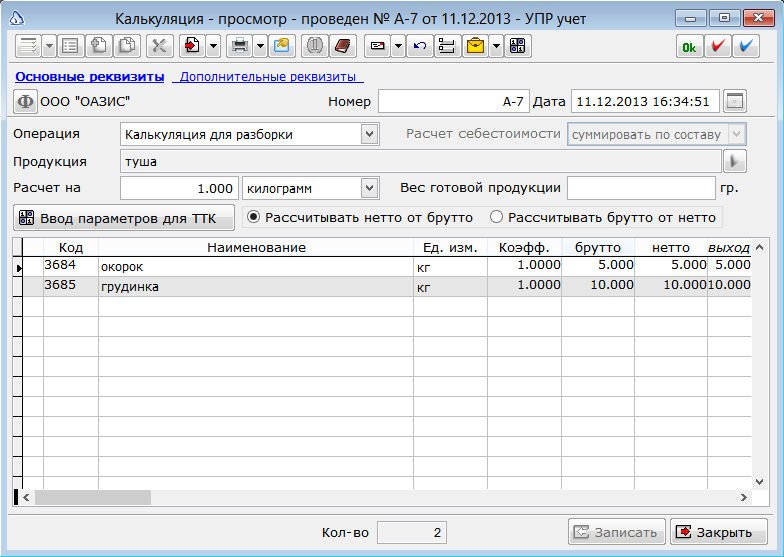 Калькуляция - просмотр - проведен № А-7 от 11.12.2013 - УПР учет
Ok
Основные реквизиты Дополнительные реквизиты
Ф ООО "ОАЗИС" Номер А-7 Дата 11.12.2013 16:34:51
Операция Калькуляция для разборки Расчет себестоимости суммировать по составу
Продукция туша
Расчет на 1.000 килограмм Вес готовой продукции гр.
Ввод параметров для ТТК Рассчитывать нетто от брутто Рассчитывать брутто от нетто
Код Наименование Ед. изм. Коэфф. брутто нетто выход
3684 окорок кг 1.0000 5.000 5.000 5.000
3685 грудинка кг 1.0000 10.000 10.000 10.000
Кол-во 2 Записать Закрыть